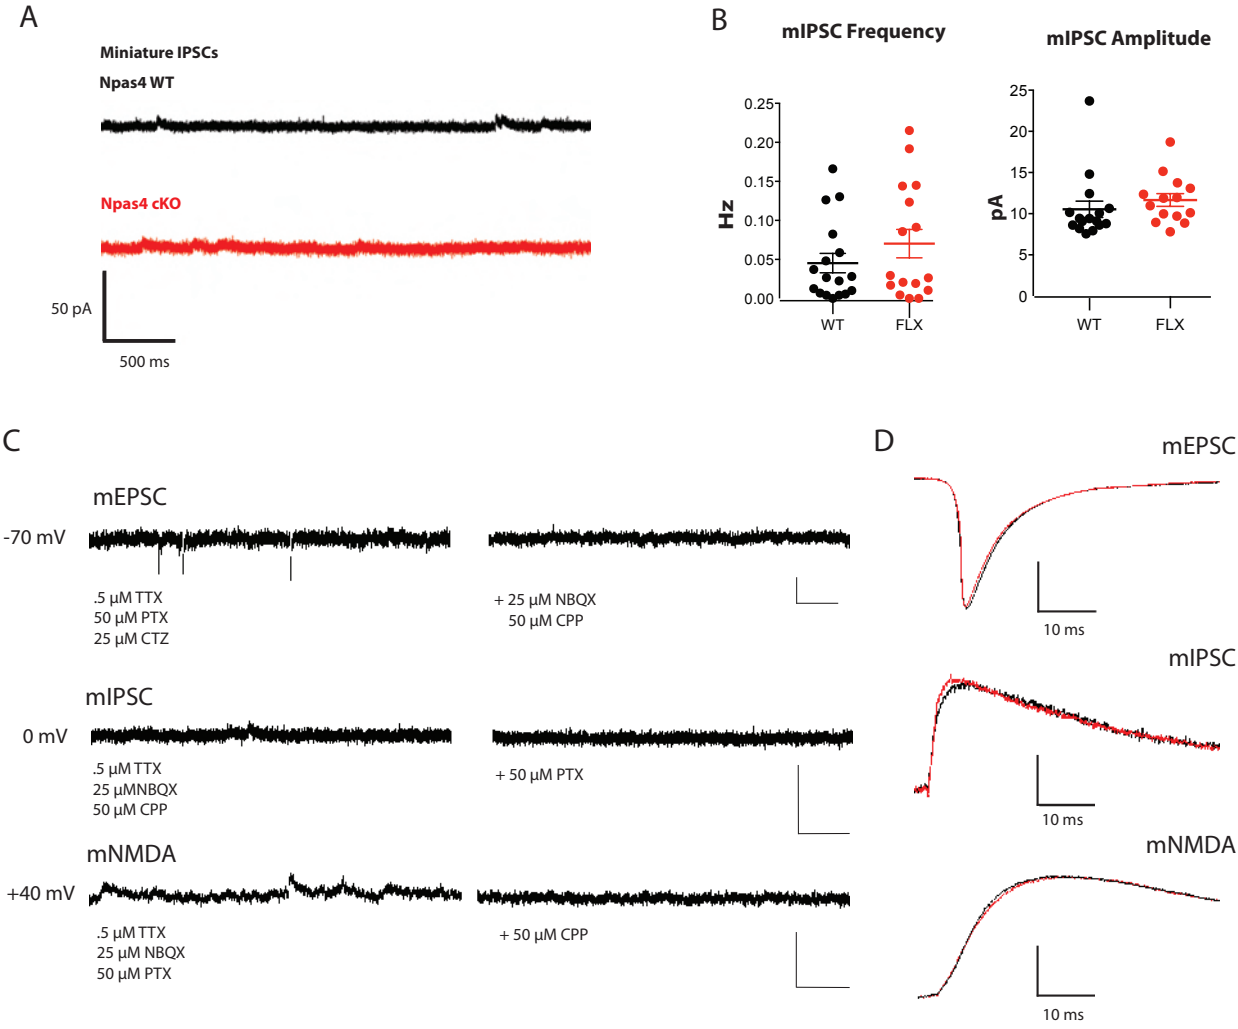 A
Miniature IPSCs
Npas4 WT
Npas4 cKO
50 pA
500 ms
B
mIPSC Frequency
Hz
0.25
0.20
0.15
0.10
0.05
0.00
WT
FLX
mIPSC Amplitude
pA
25
20
15
10
5
0
WT
FLX
C
mEPSC
-70 mV
.5 µM TTX
50 µM PTX
25 µM CTZ
+ 25 µM NBQX
50 µM CPP
mIPSC
0 mV
.5 µM TTX
25 µMNBQX
50 µM CPP
+ 50 µM PTX
mNMDA
+40 mV
.5 µM TTX
25 µM NBQX
50 µM PTX
+ 50 µM CPP
D
mEPSC
10 ms
mIPSC
10 ms
mNMDA
10 ms